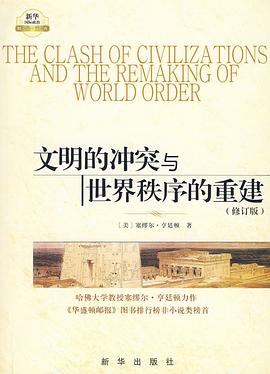 新华
THE CLASH OF CIVILIZATIONS
AND THE REMAKING OF
WORLD ORDER
文明的冲突与
世界秩序的重建
（修订版）
［美］塞缪尔·亨廷顿 著
哈佛大学教授塞缪尔·亨廷顿力作
《华盛顿邮报》图书排行榜非小说类榜首
新华出版社